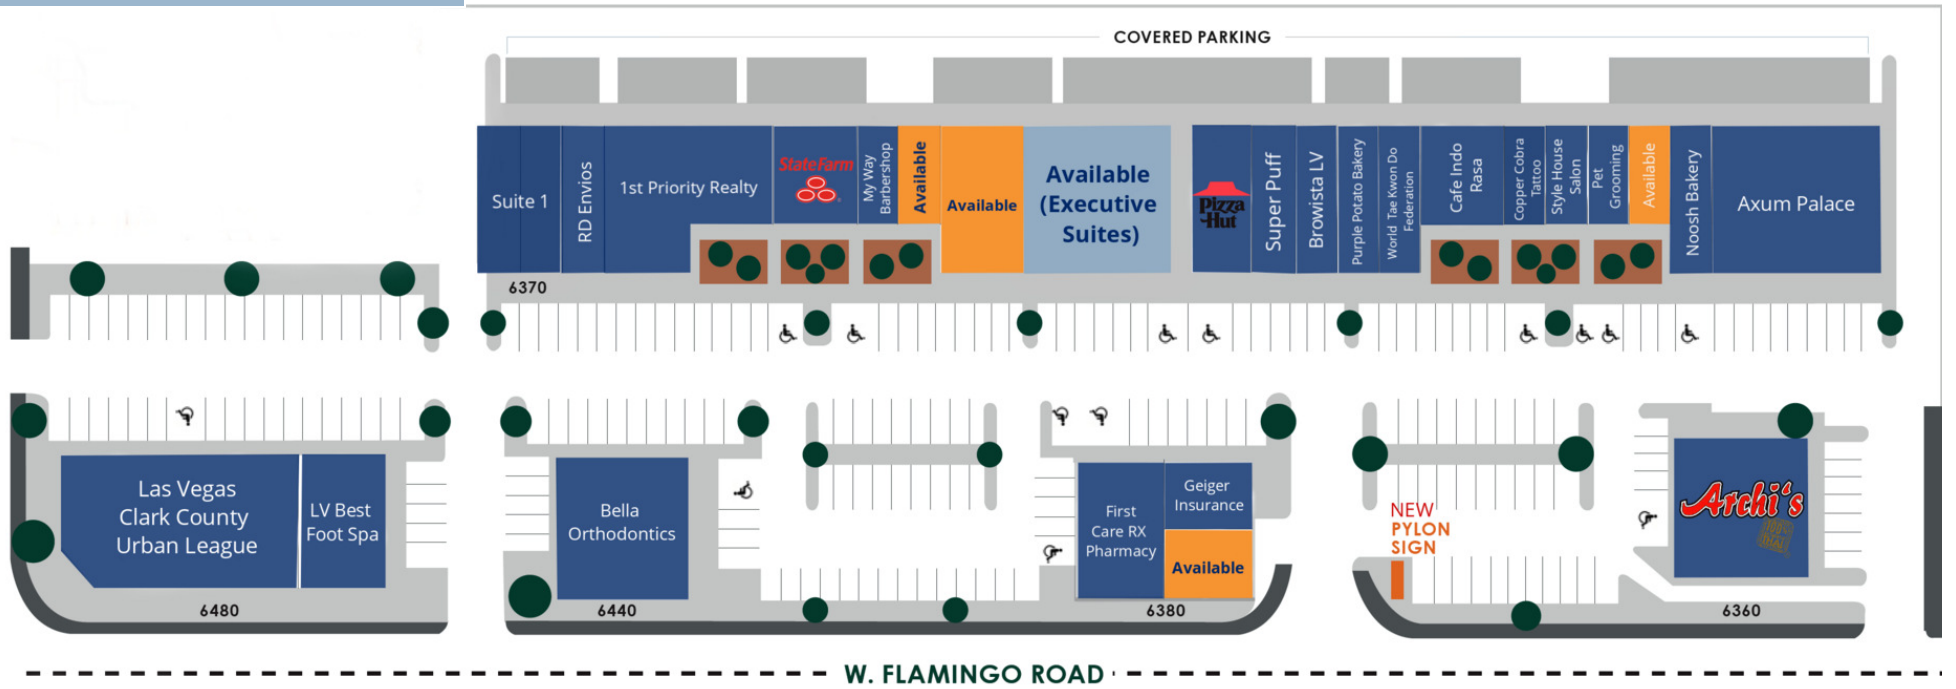 COVERED PARKING
Suite 1
RD Envios
1st Priority Realty
StateFarm
My Way
Barbershop
Available
Available
Available
(Executive
Suites)
Pizza
Hut
Super Puff
Browista LV
Purple Potato Bakery
World Tae Kwon Do
Federation
Cafe Indo
Rasa
Copper Cobra
Tattoo
Style House
Salon
Pet
Grooming
Available
Noosh Bakery
Axum Palace
6370
Las Vegas
Clark County
Urban League
LV Best
Foot Spa
6480
Bella
Orthodontics
6440
First
Care RX
Pharmacy
Geiger
Insurance
Available
6380
NEW
PYLON
SIGN
Archi's
THAI
6360
W. FLAMINGO ROAD